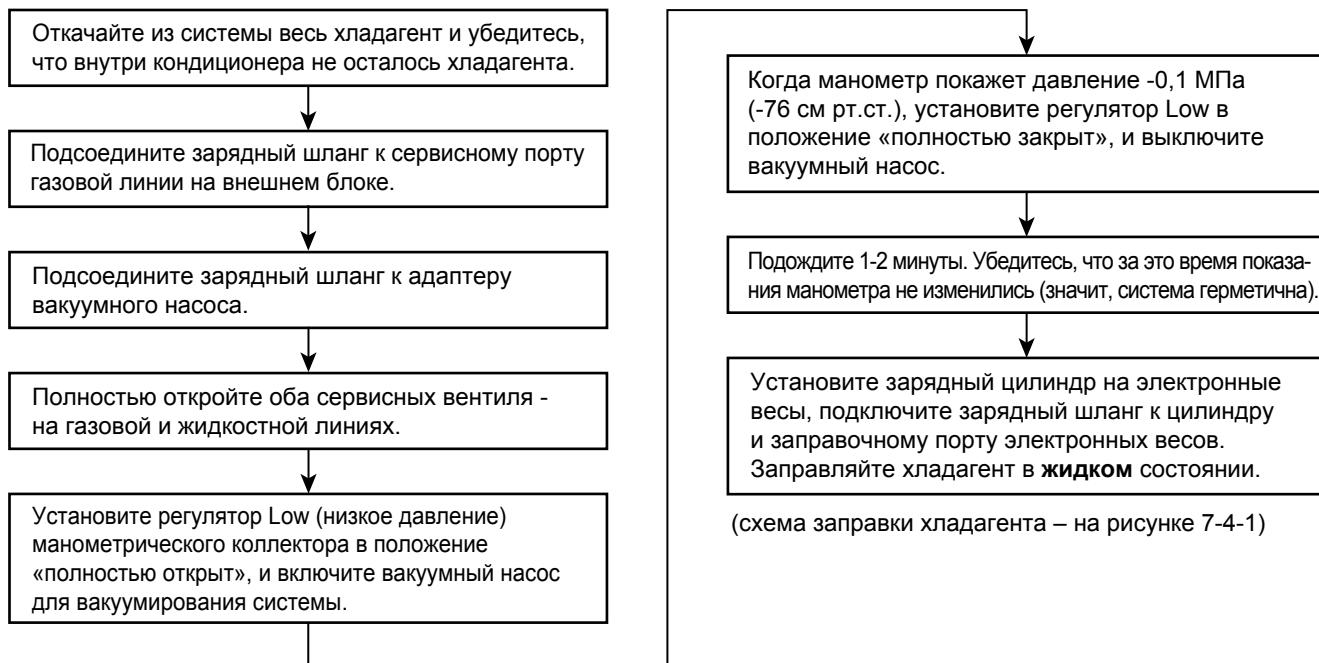 Откачайте из системы весь хладагент и убедитесь,
что внутри кондиционера не осталось хладагента.
Подсоедините зарядный шланг к сервисному порту
газовой линии на внешнем блоке.
Подсоедините зарядный шланг к адаптеру
вакуумного насоса.
Полностью откройте оба сервисных вентиля -
на газовой и жидкостной линиях.
Установите регулятор Low (низкое давление)
манометрического коллектора в положение
«полностью открыт», и включите вакуумный насос
для вакуумирования системы.
Когда манометр покажет давление -0,1 МПа
(-76 см рт.ст.), установите регулятор Low в
положение «полностью закрыт», и выключите
вакуумный насос.
Подождите 1-2 минуты. Убедитесь, что за это время показа-
ния манометра не изменились (значит, система герметична).
Установите зарядный цилиндр на электронные
весы, подключите зарядный шланг к цилиндру
и заправочному порту электронных весов.
Заправляйте хладагент в жидком состоянии.
(схема заправки хладагента – на рисунке 7-4-1)